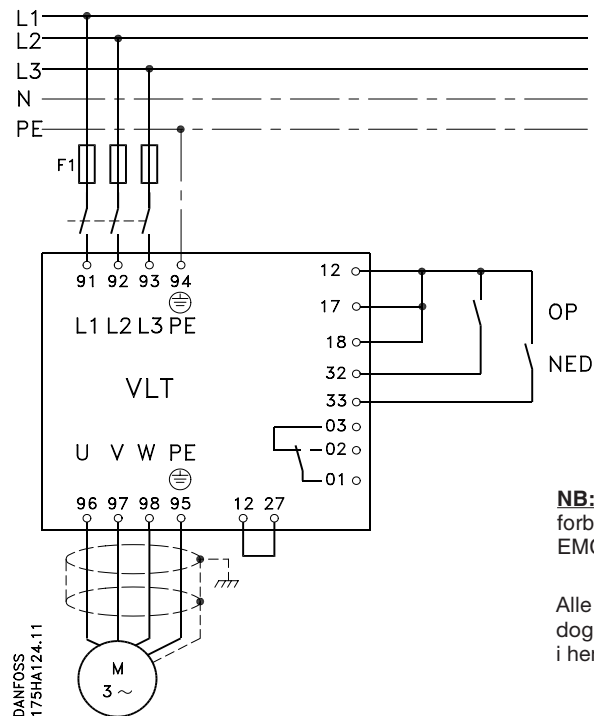 L1
L2
L3
N
PE
F1
91 92 93 94
L1 L2 L3 PE
VLT
U V W PE
96 97 98 95
12 27
12
17
18
32
33
03
02
01
OP
NED
M
3 ~
DANFOSS
175HA124.11
NB:
forb
EMC
Alle
dog
i her